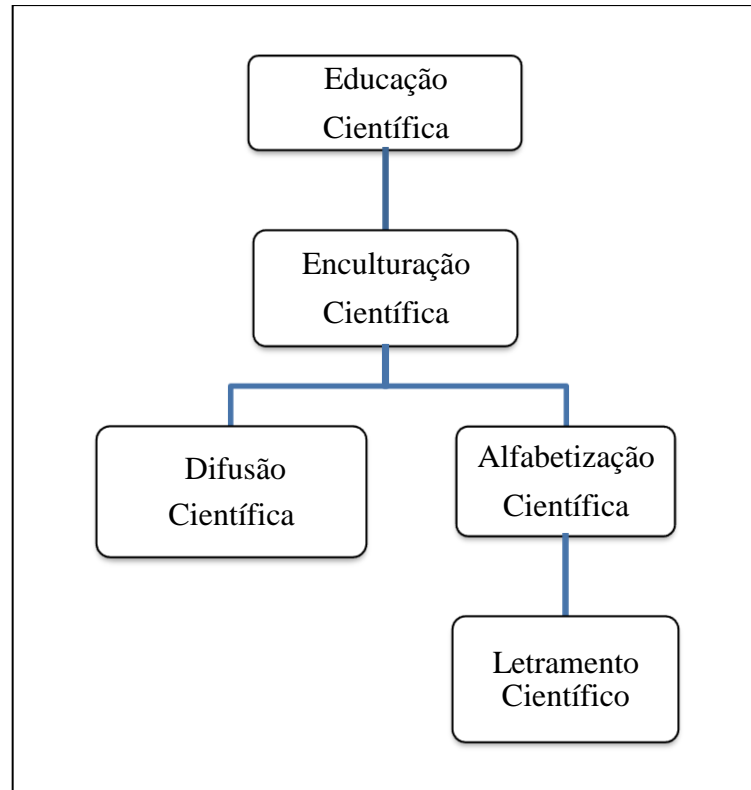 Educação
Científica
Enculturação
Científica
Difusão
Científica
Alfabetização
Científica
Letramento
Científico